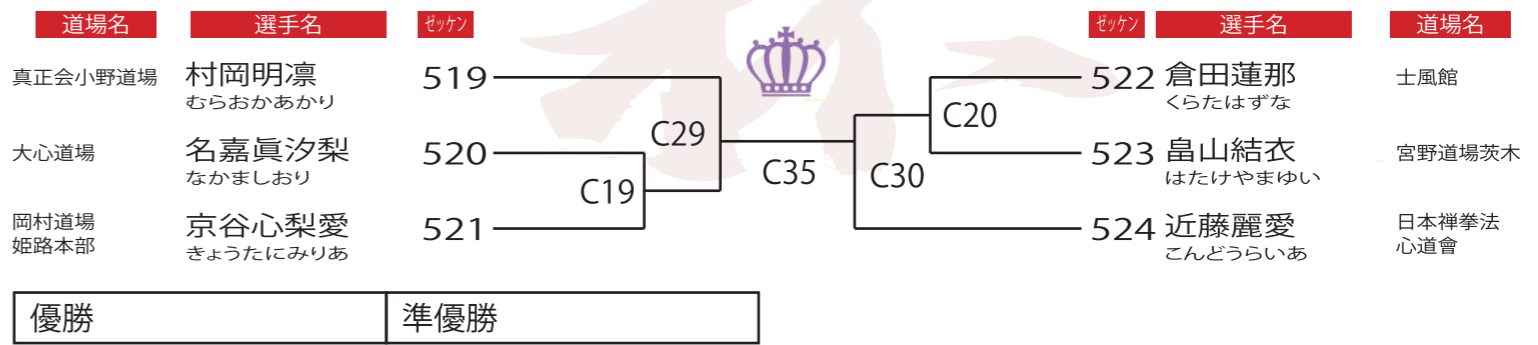 道場名 選手名 ゼッケン ゼッケン 選手名 道場名
真正会小野道場 村岡明凛 519 522 倉田蓮那 士風館
むらおかあかり くらたはずな
C29 C20
大心道場 名嘉眞汐梨 520 523 畠山結衣 宮野道場茨木
なかましおり はたけやまゆい
C19 C35 C30
岡村道場 京谷心梨愛 521 524 近藤麗愛 日本禅拳法
姫路本部 きょうたにみりあ こんどうらいあ 心道會
優勝 準優勝